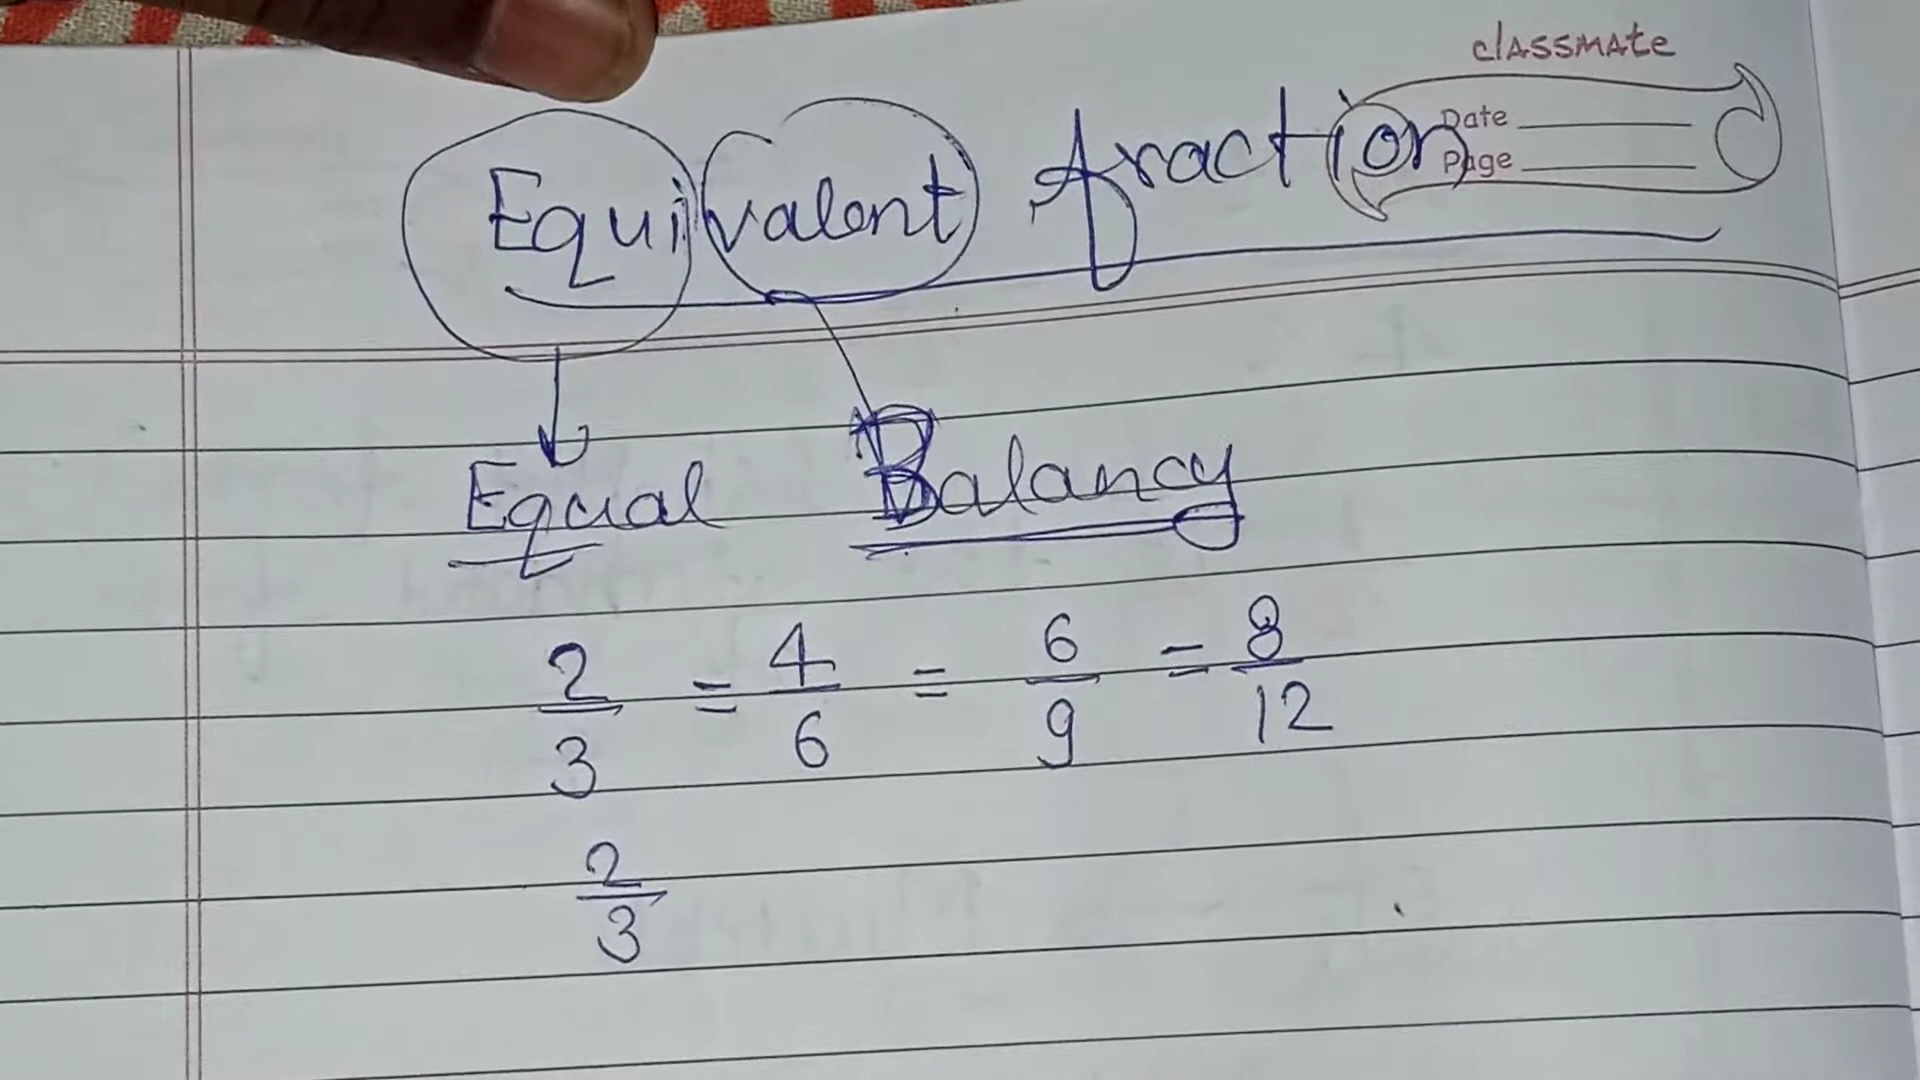 classmate
Date
Page
Equivalent fraction
Equal Balancy
2/3 = 4/6 = 6/9 = 8/12
2/3